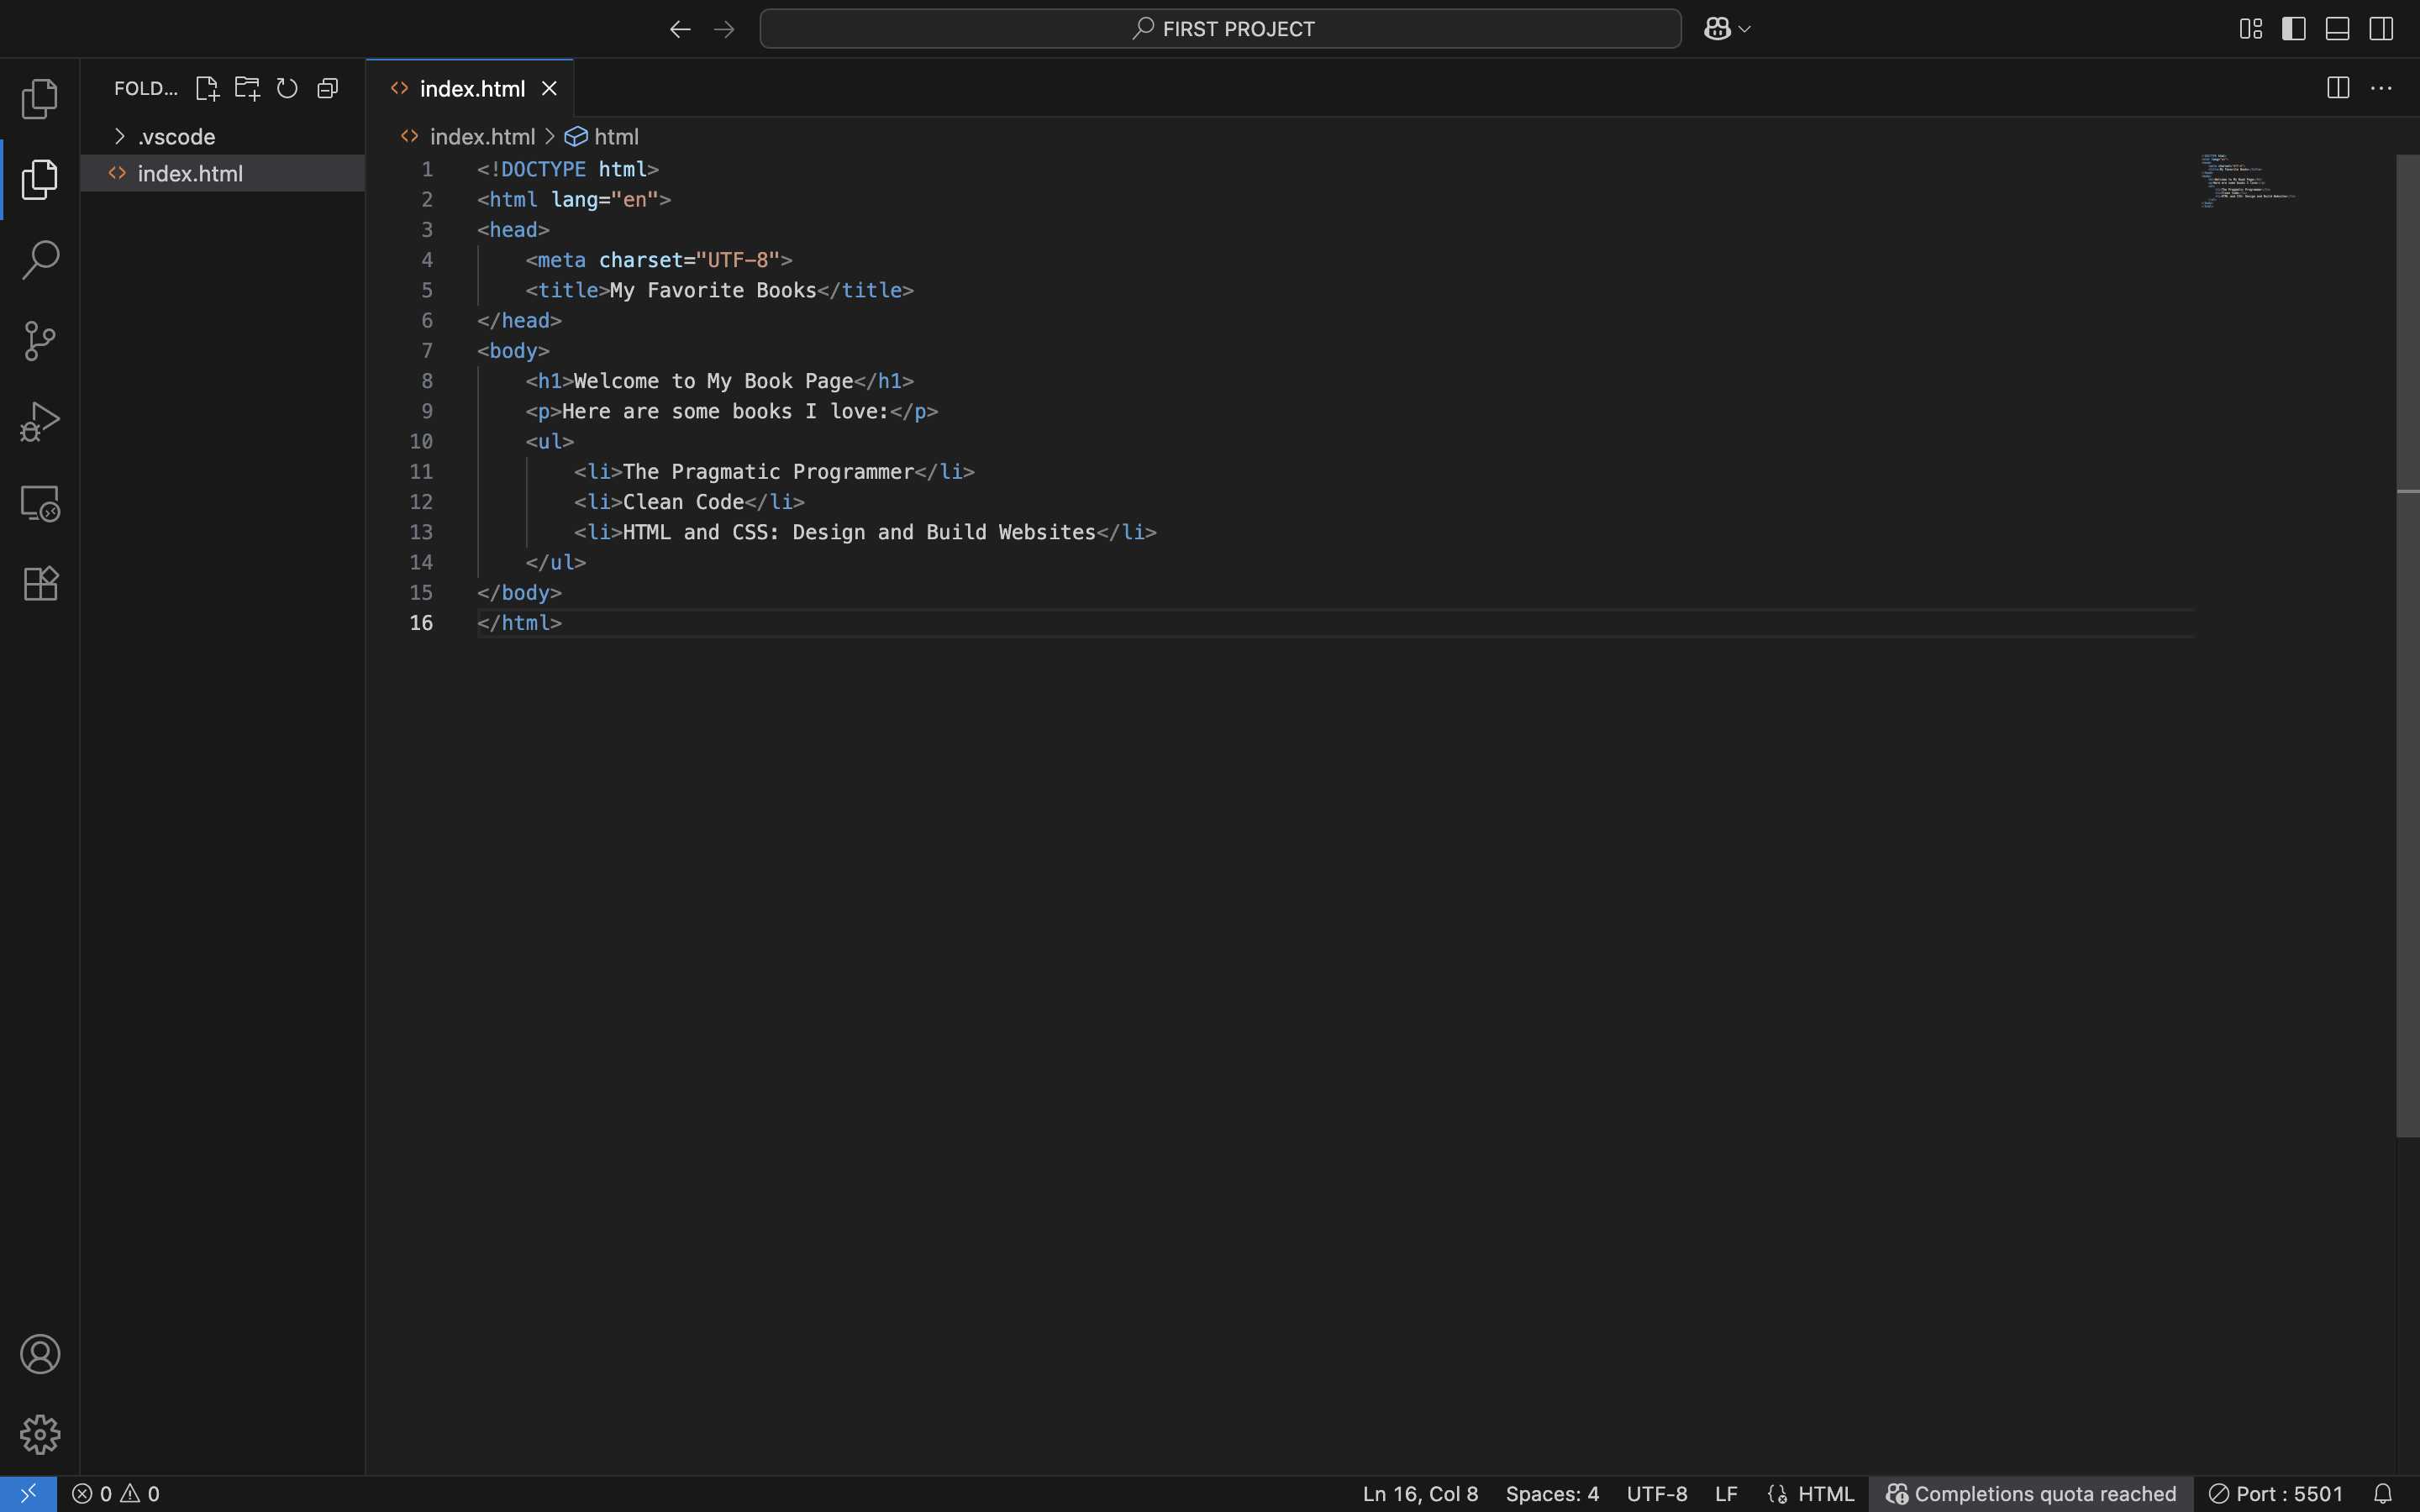 FIRST PROJECT
FOLD...
.vscode
index.html
index.html
index.html > html
1 <!DOCTYPE html>
2 <html lang="en">
3 <head>
4     <meta charset="UTF-8">
5     <title>My Favorite Books</title>
6 </head>
7 <body>
8     <h1>Welcome to My Book Page</h1>
9     <p>Here are some books I love:</p>
10     <ul>
11         <li>The Pragmatic Programmer</li>
12         <li>Clean Code</li>
13         <li>HTML and CSS: Design and Build Websites</li>
14     </ul>
15 </body>
16 </html>
0 0 Ln 16, Col 8 Spaces: 4 UTF-8 LF HTML Completions quota reached Port : 5501